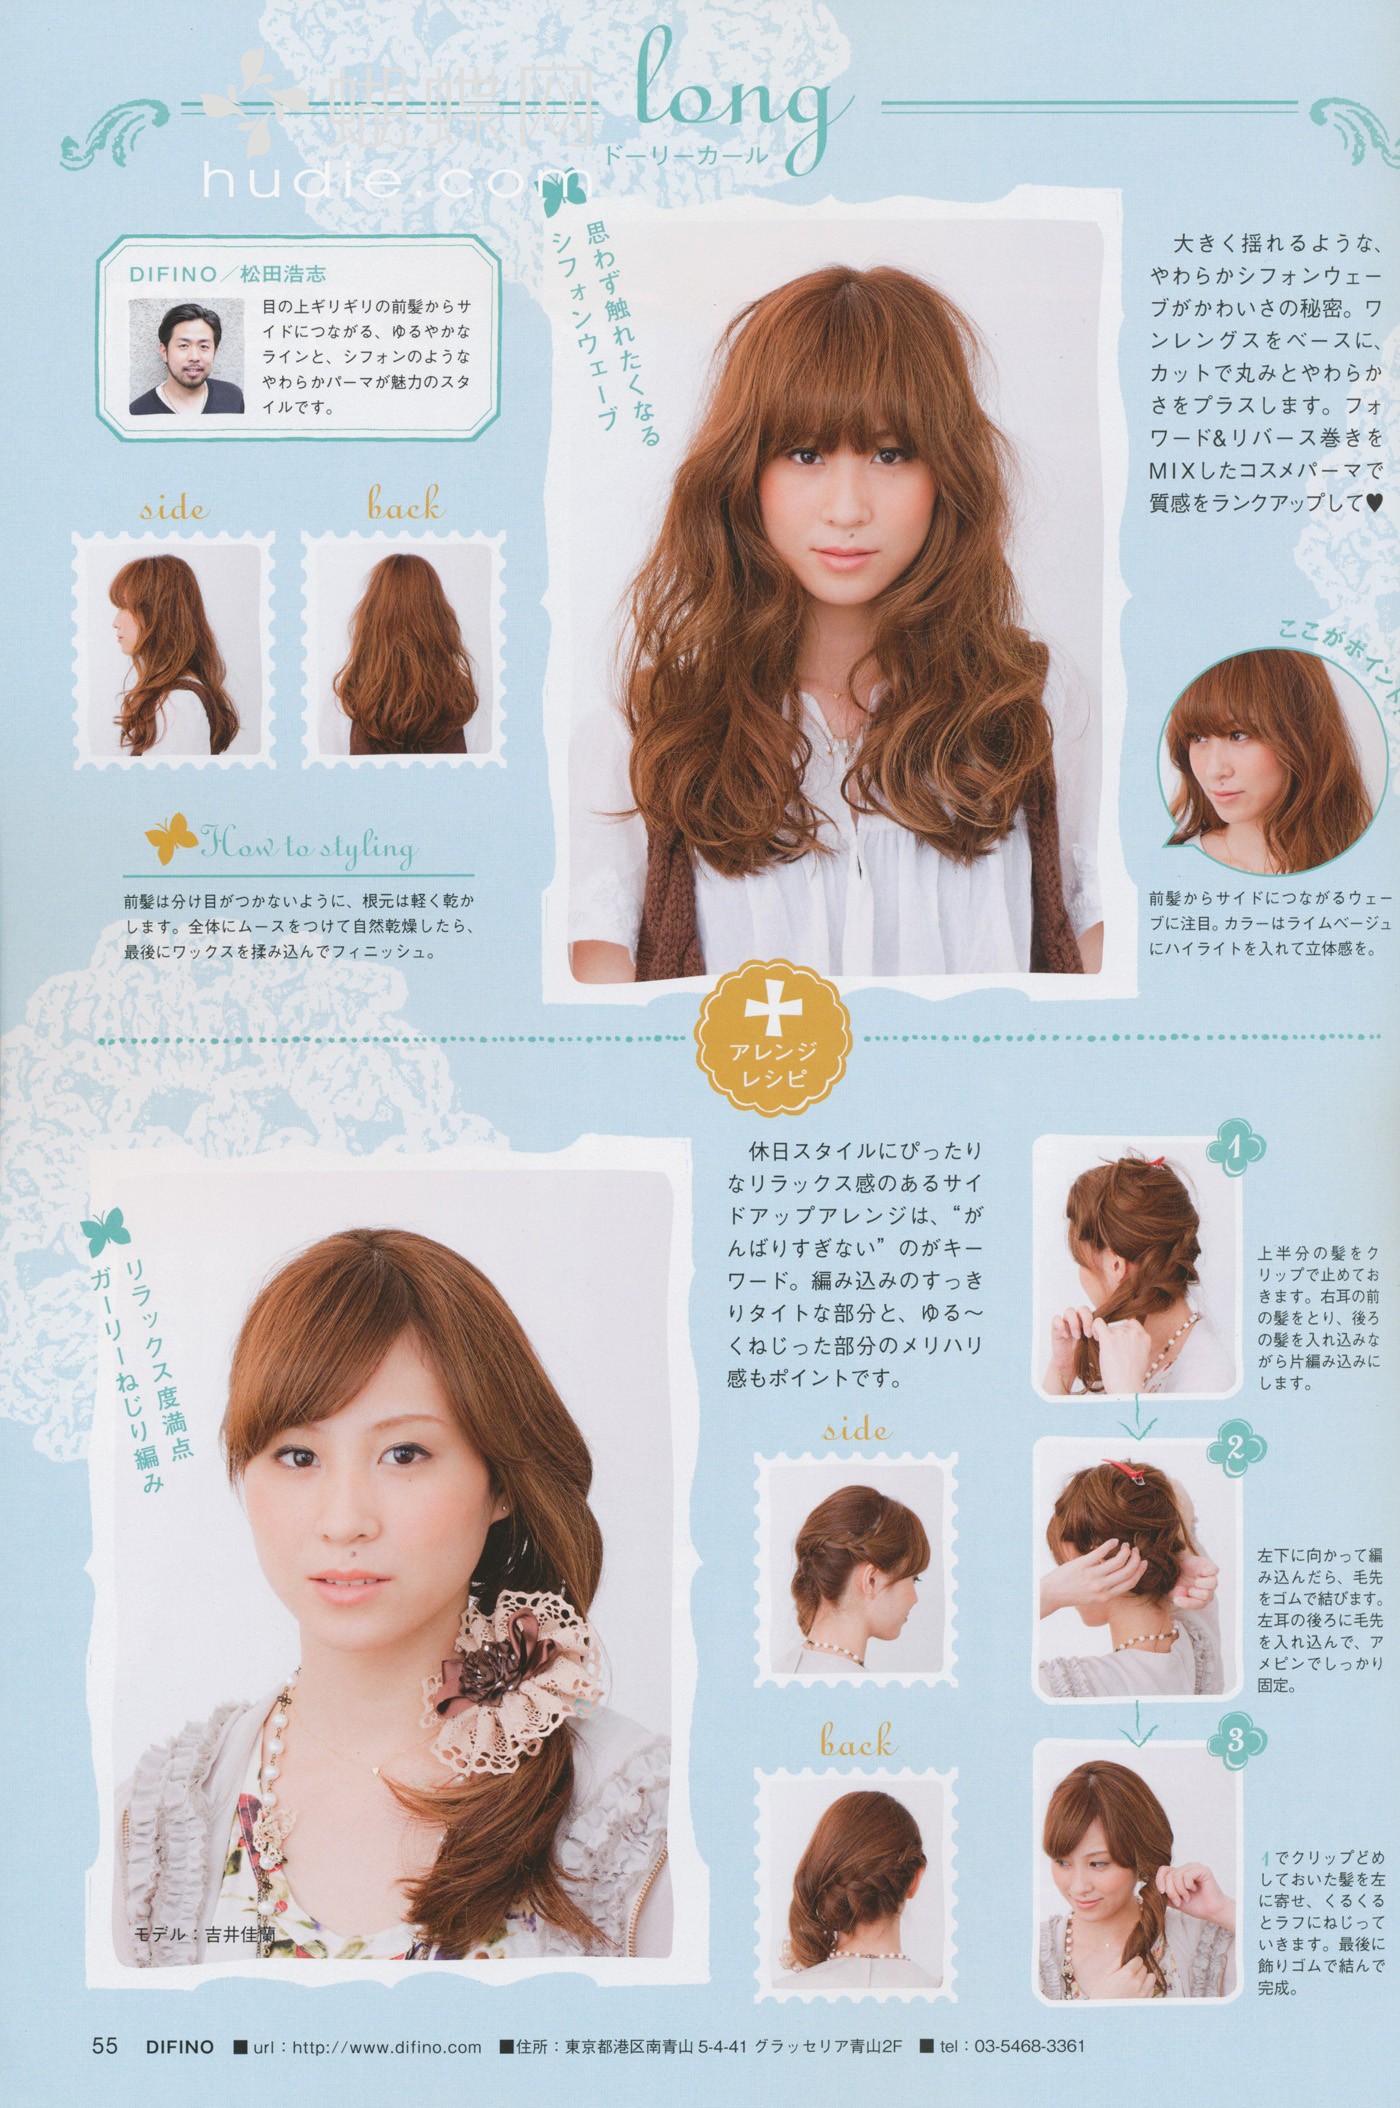 long
ドーリーカール
蝴蝶网
hudie.com
DIFINO／松田浩志
目の上ギリギリの前髪からサ
イドにつながる、ゆるやかな
ラインと、シフォンのような
やわらかパーマが魅力のスタ
イルです。
思わず触れたくなる
シフォンウェーブ
大きく揺れるような、
やわらかシフォンウェー
ブがかわいさの秘密。ワ
ンレングスをベースに、
カットで丸みとやわらか
さをプラスします。フォ
ワード&リバース巻きを
MIXしたコスメパーマで
質感をランクアップして♥
side
back
How to styling
前髪は分け目がつかないように、根元は軽く乾か
します。全体にムースをつけて自然乾燥したら、
最後にワックスを揉み込んでフィニッシュ。
ここがポイント
前髪からサイドにつながるウェー
ブに注目。カラーはライムベージュ
にハイライトを入れて立体感を。
アレンジ
レシピ
リラックス度満点
ガーリーねじり編み
モデル：吉井佳蘭
休日スタイルにぴったり
なリラックス感のあるサイ
ドアップアレンジは、“が
んばりすぎない”のがキー
ワード。編み込みのすっき
りタイトな部分と、ゆる〜
くねじった部分のメリハリ
感もポイントです。
side
back
1
上半分の髪をク
リップで止めてお
きます。右耳の前
の髪をとり、後ろ
の髪を入れ込みな
がら片編み込みに
します。
2
左下に向かって編
み込んだら、毛先
をゴムで結びます。
左耳の後ろに毛先
を入れ込んで、ア
メピンでしっかり
固定。
3
1でクリップどめ
しておいた髪を左
に寄せ、くるくる
とラフにねじって
いきます。最後に
飾りゴムで結んで
完成。
55 DIFINO ■url：http://www.difino.com ■住所：東京都港区南青山 5-4-41 グラッセリア青山2F ■tel：03-5468-3361